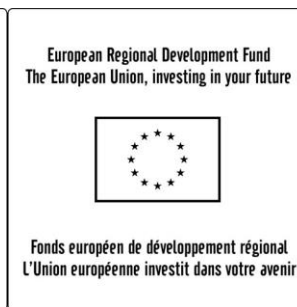 European Regional Development Fund
The European Union, investing in your future
Fonds européen de développement régional
L'Union européenne investit dans votre avenir